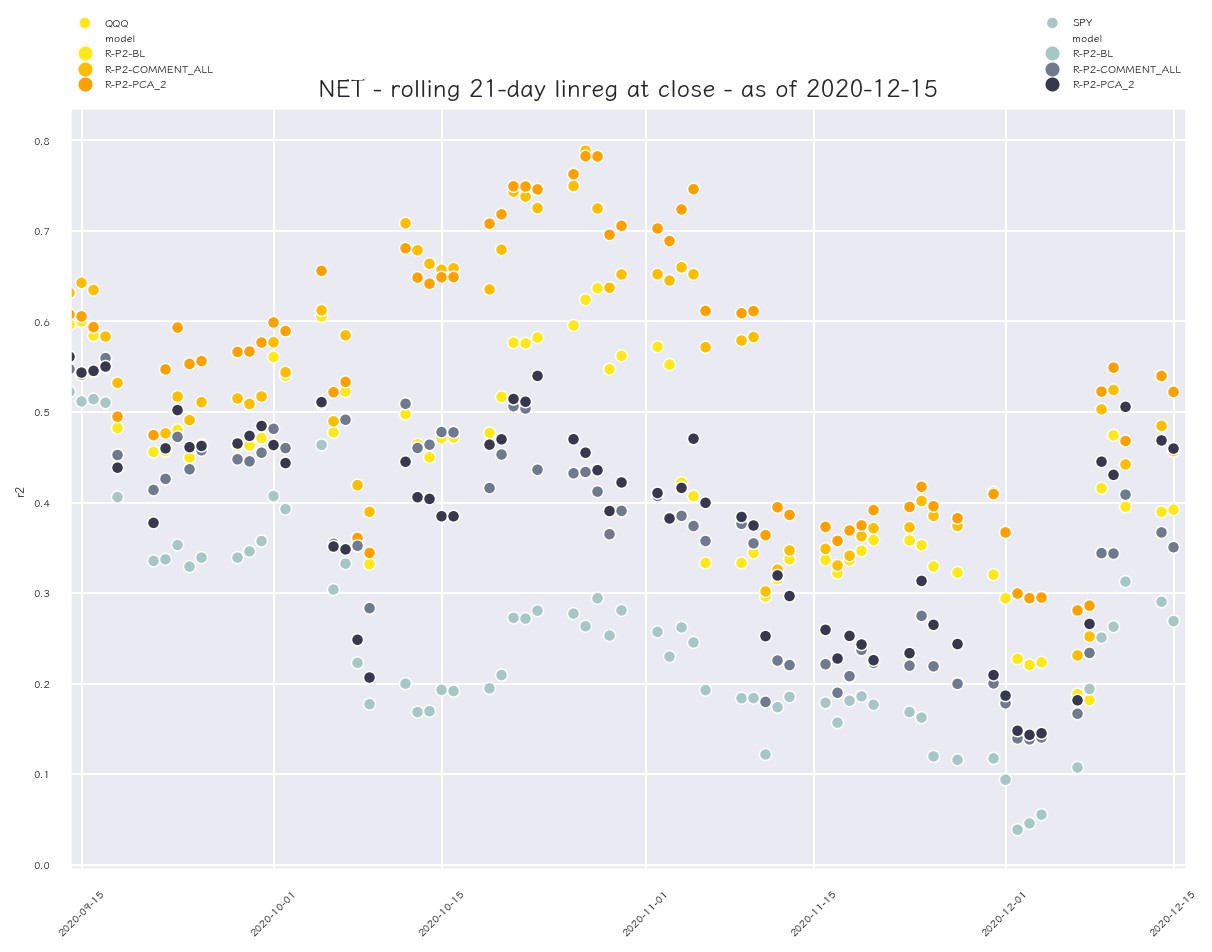 QQQ
model
R-P2-BL
R-P2-COMMENT_ALL
R-P2-PCA_2
SPY
model
R-P2-BL
R-P2-COMMENT_ALL
R-P2-PCA_2
NET - rolling 21-day linreg at close - as of 2020-12-15
0.8
0.7
0.6
0.5
0.4
0.3
0.2
0.1
0.0
r2
2020-09-15
2020-10-01
2020-10-15
2020-11-01
2020-11-15
2020-12-01
2020-12-15